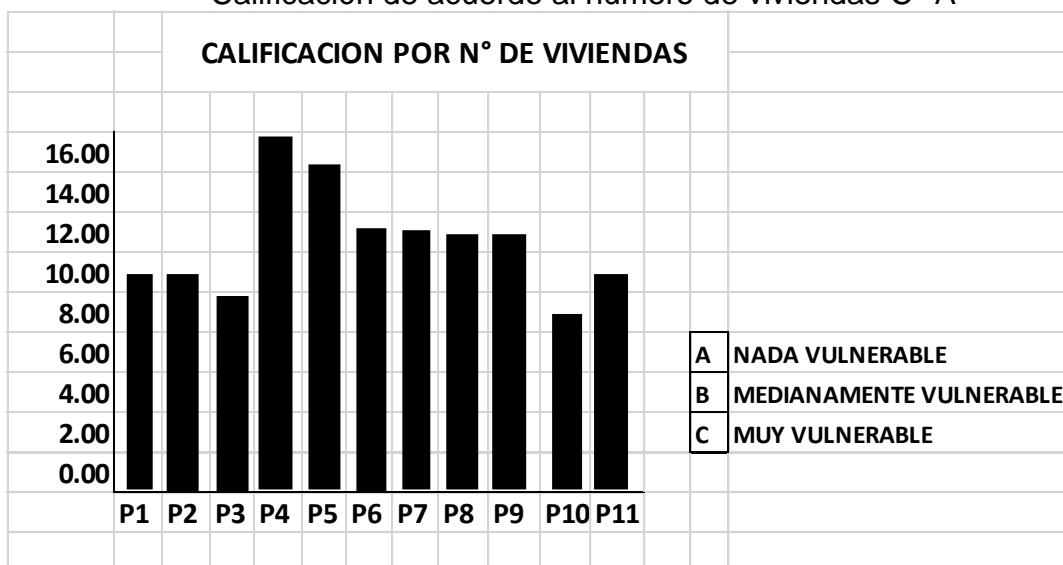 CALIFICACION POR N° DE VIVIENDAS
16.00
14.00
12.00
10.00
8.00
6.00
4.00
2.00
0.00
A NADA VULNERABLE
B MEDIANAMENTE VULNERABLE
C MUY VULNERABLE
P1 P2 P3 P4 P5 P6 P7 P8 P9 P10 P11